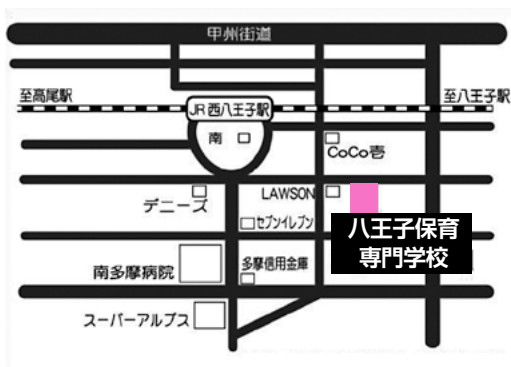 甲州街道
至高尾駅
至八王子駅
JR西八王子駅
南 口
CoCo壱
デニーズ
LAWSON
セブンイレブン
八王子保育
専門学校
南多摩病院
多摩信用金庫
スーパーアルプス